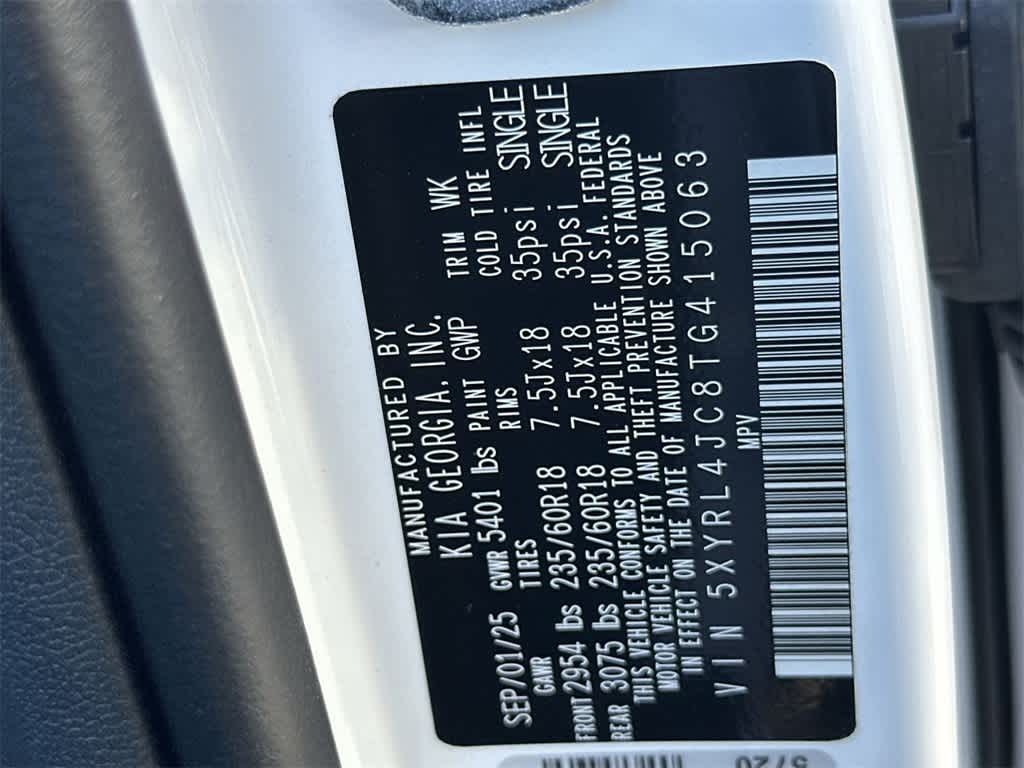 MANUFACTURED BY
KIA GEORGIA, INC.
SEP/01/25 GVWR 5401 lbs PAINT GWP TRIM WK
GAWR TIRES RIMS COLD TIRE INFL
FRONT 2954 lbs 235/60R18 7.5Jx18 35psi SINGLE
REAR 3075 lbs 235/60R18 7.5Jx18 35psi SINGLE
THIS VEHICLE CONFORMS TO ALL APPLICABLE U.S.A. FEDERAL
MOTOR VEHICLE SAFETY AND THEFT PREVENTION STANDARDS
IN EFFECT ON THE DATE OF MANUFACTURE SHOWN ABOVE
VIN 5XYRL4JC8TG415063
MPV
5720